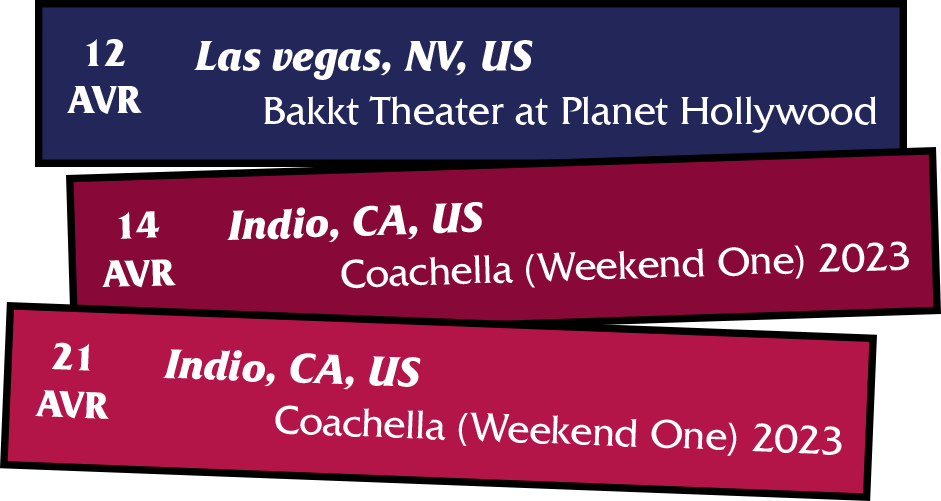 12
AVR
Las vegas, NV, US
Bakkt Theater at Planet Hollywood
14
AVR
Indio, CA, US
Coachella (Weekend One) 2023
21
AVR
Indio, CA, US
Coachella (Weekend One) 2023